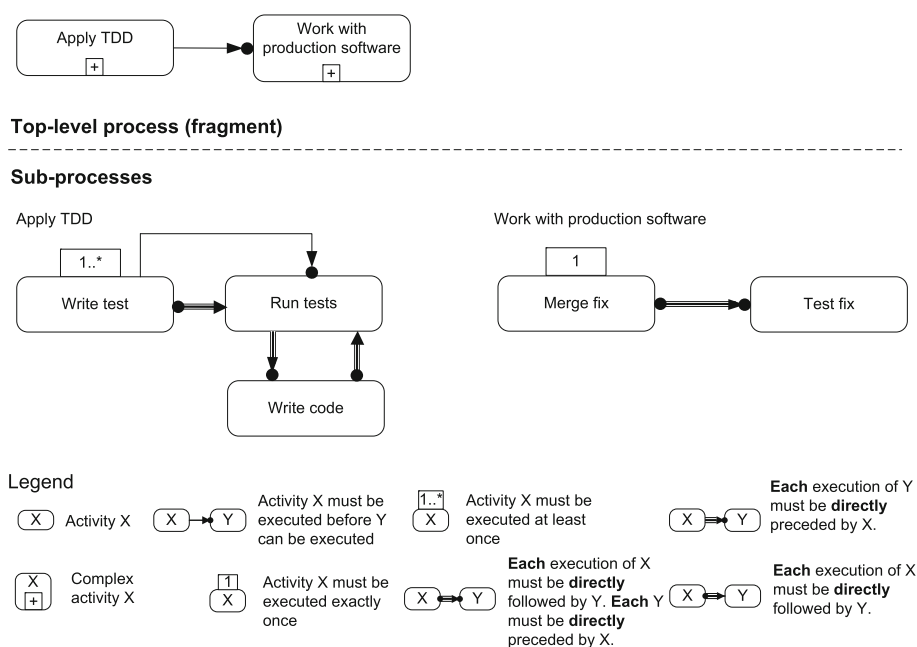 Apply TDD
+
Work with
production software
+
Top-level process (fragment)
Sub-processes
Apply TDD
1..*
Write test
Run tests
Write code
Work with production software
1
Merge fix
Test fix
Legend
X
Activity X
X
Y
Activity X must be
executed before Y
can be executed
1..*
X
Activity X must be
executed at least
once
X
Y
Each execution of Y
must be directly
preceded by X.
X
+
Complex
activity X
1
X
Activity X must be
executed exactly
once
X
Y
Each execution of X
must be directly
followed by Y. Each Y
must be directly
preceded by X.
X
Y
Each execution of X
must be directly
followed by Y.